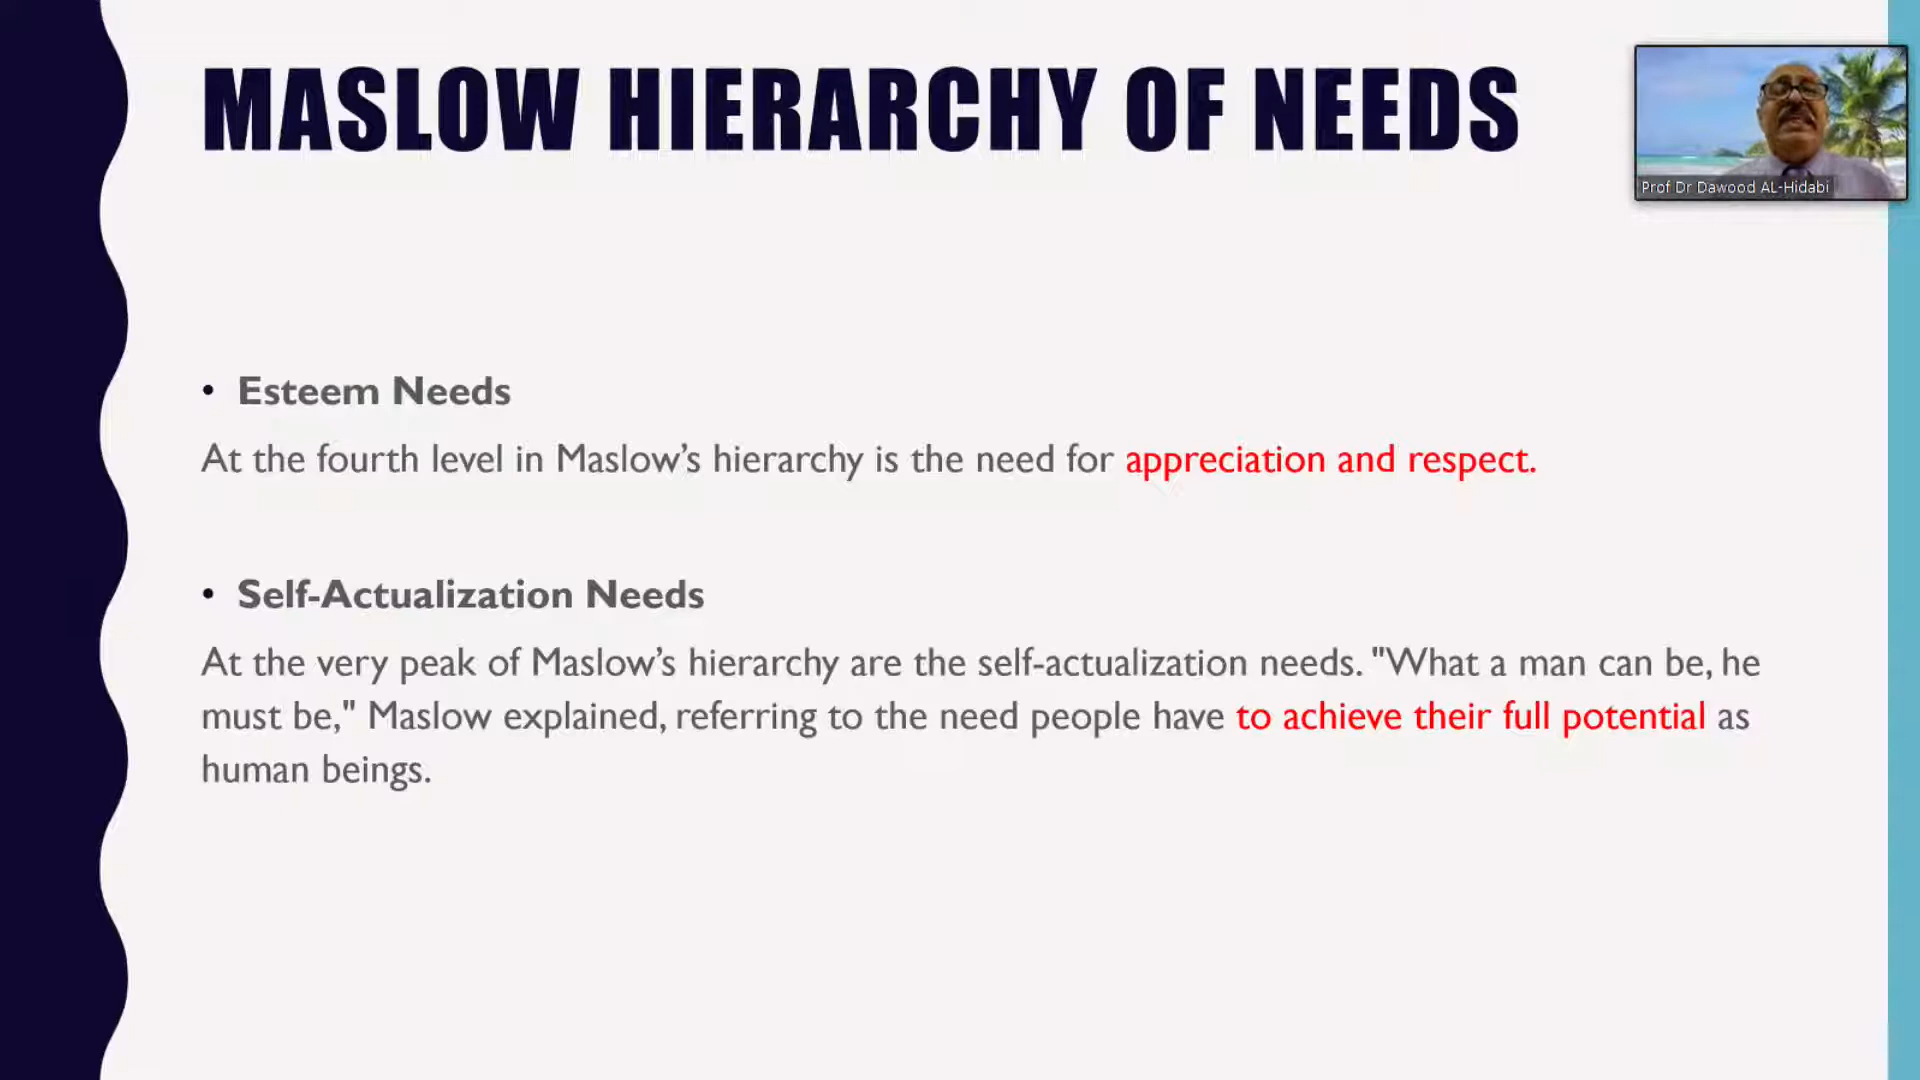 MASLOW HIERARCHY OF NEEDS
Prof Dr Dawood AL-Hidabi
• Esteem Needs
At the fourth level in Maslow’s hierarchy is the need for appreciation and respect.
• Self-Actualization Needs
At the very peak of Maslow’s hierarchy are the self-actualization needs. "What a man can be, he
must be," Maslow explained, referring to the need people have to achieve their full potential as
human beings.